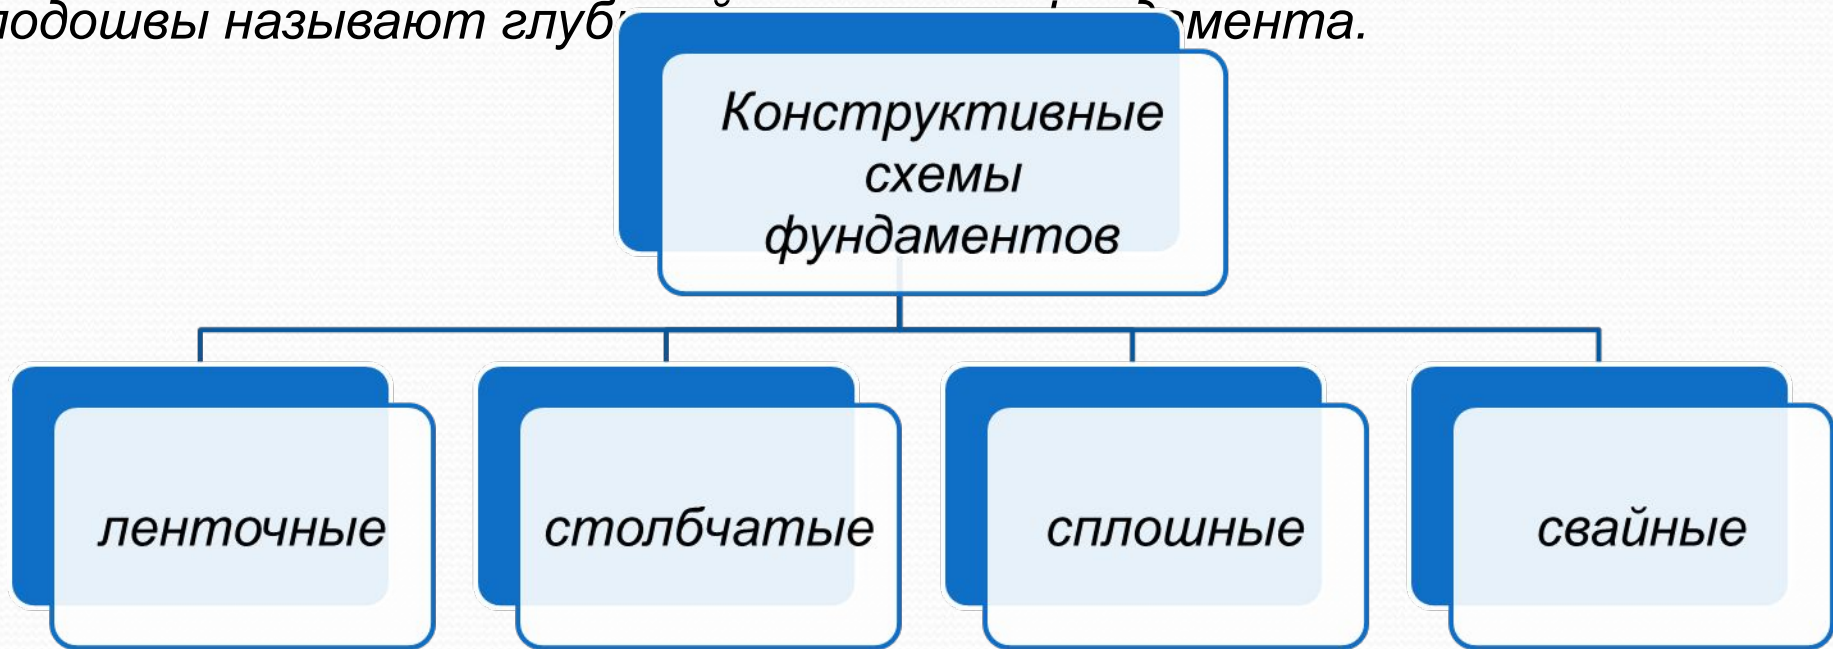 подошвы называют глуб мента.
Конструктивные
схемы
фундаментов
ленточные
столбчатые
сплошные
свайные